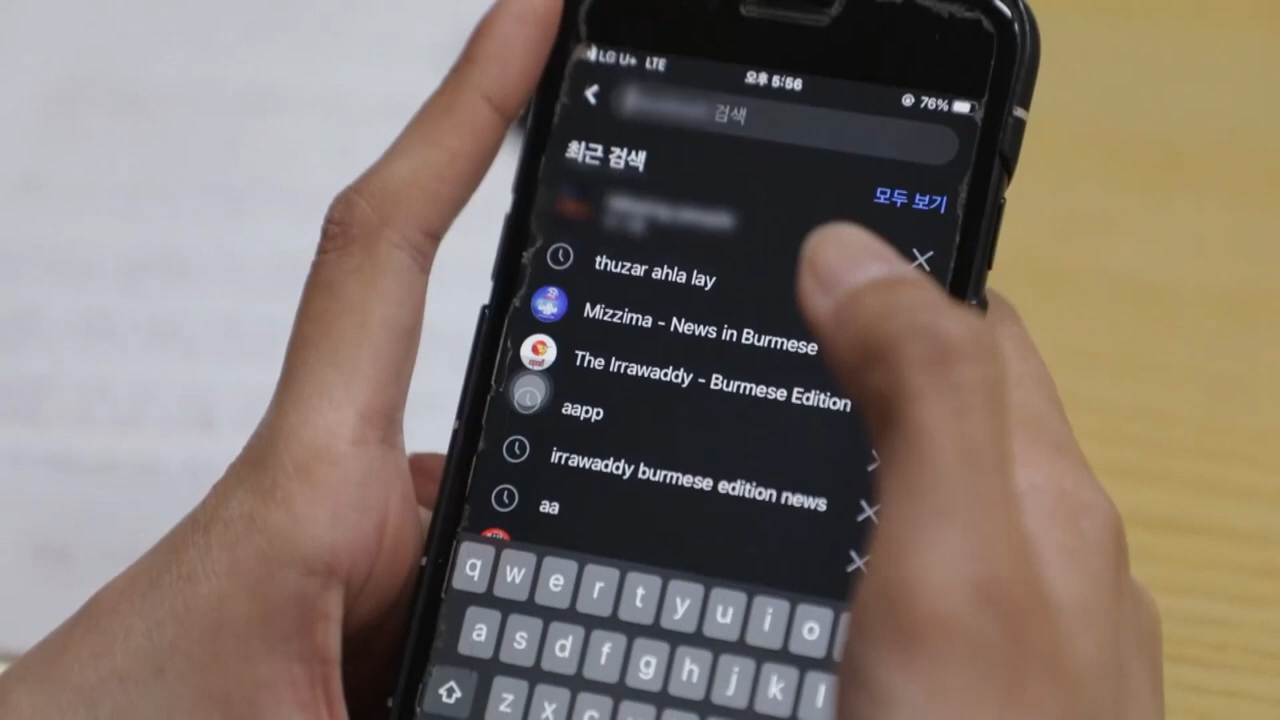 LG U+ LTE 오후 5:56 76%
검색
최근 검색
모두 보기
thuzar ahla lay
Mizzima - News in Burmese
The Irrawaddy - Burmese Edition
aapp
irrawaddy burmese edition news
aa
q w e r t y u i o
a s d f g h j k l
z x c